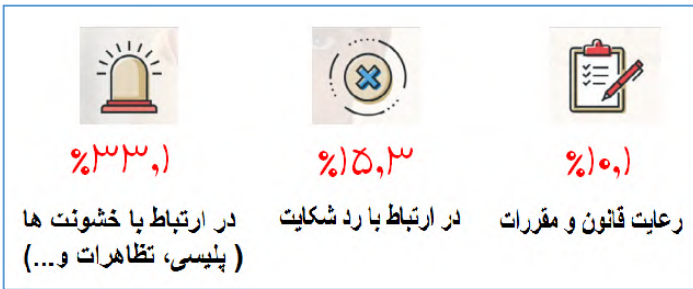 %۱۰,۱
رعایت قانون و مقررات
%۱۵,۳
در ارتباط با رد شکایت
%۳۳,۱
در ارتباط با خشونت ها
( پلیسی، تظاهرات و...)